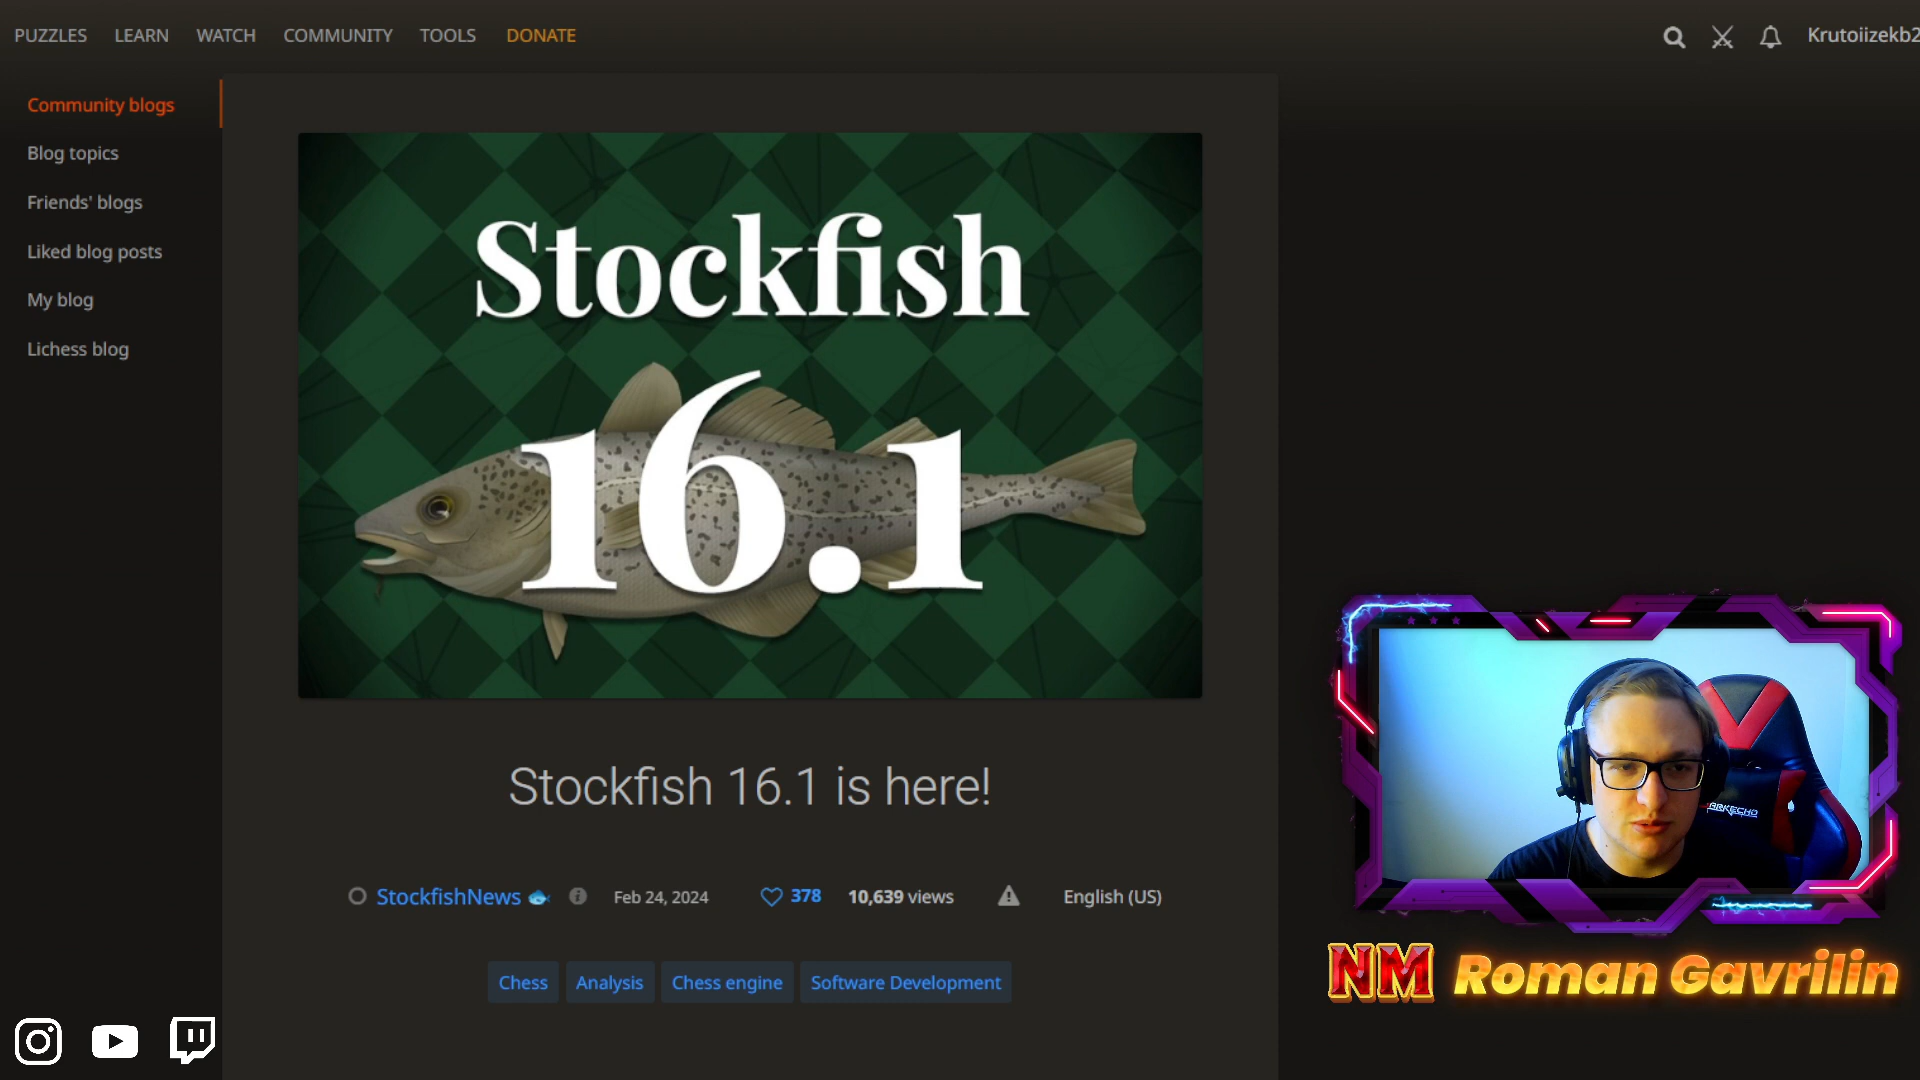 PUZZLES LEARN WATCH COMMUNITY TOOLS DONATE
Krutoiizekb2
Community blogs
Blog topics
Friends' blogs
Liked blog posts
My blog
Lichess blog
Stockfish
16.1
Stockfish 16.1 is here!
StockfishNews Feb 24, 2024 378 10,639 views English (US)
Chess Analysis Chess engine Software Development
ARKECHO
NM Roman Gavrilin